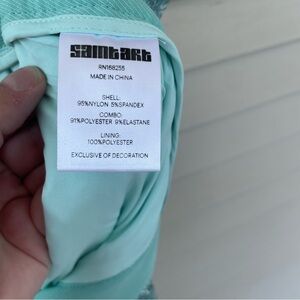 SAINTART
RN168255
MADE IN CHINA
SHELL:
95%NYLON 5%SPANDEX
COMBO:
91%POLYESTER 9%ELASTANE
LINING:
100%POLYESTER
EXCLUSIVE OF DECORATION